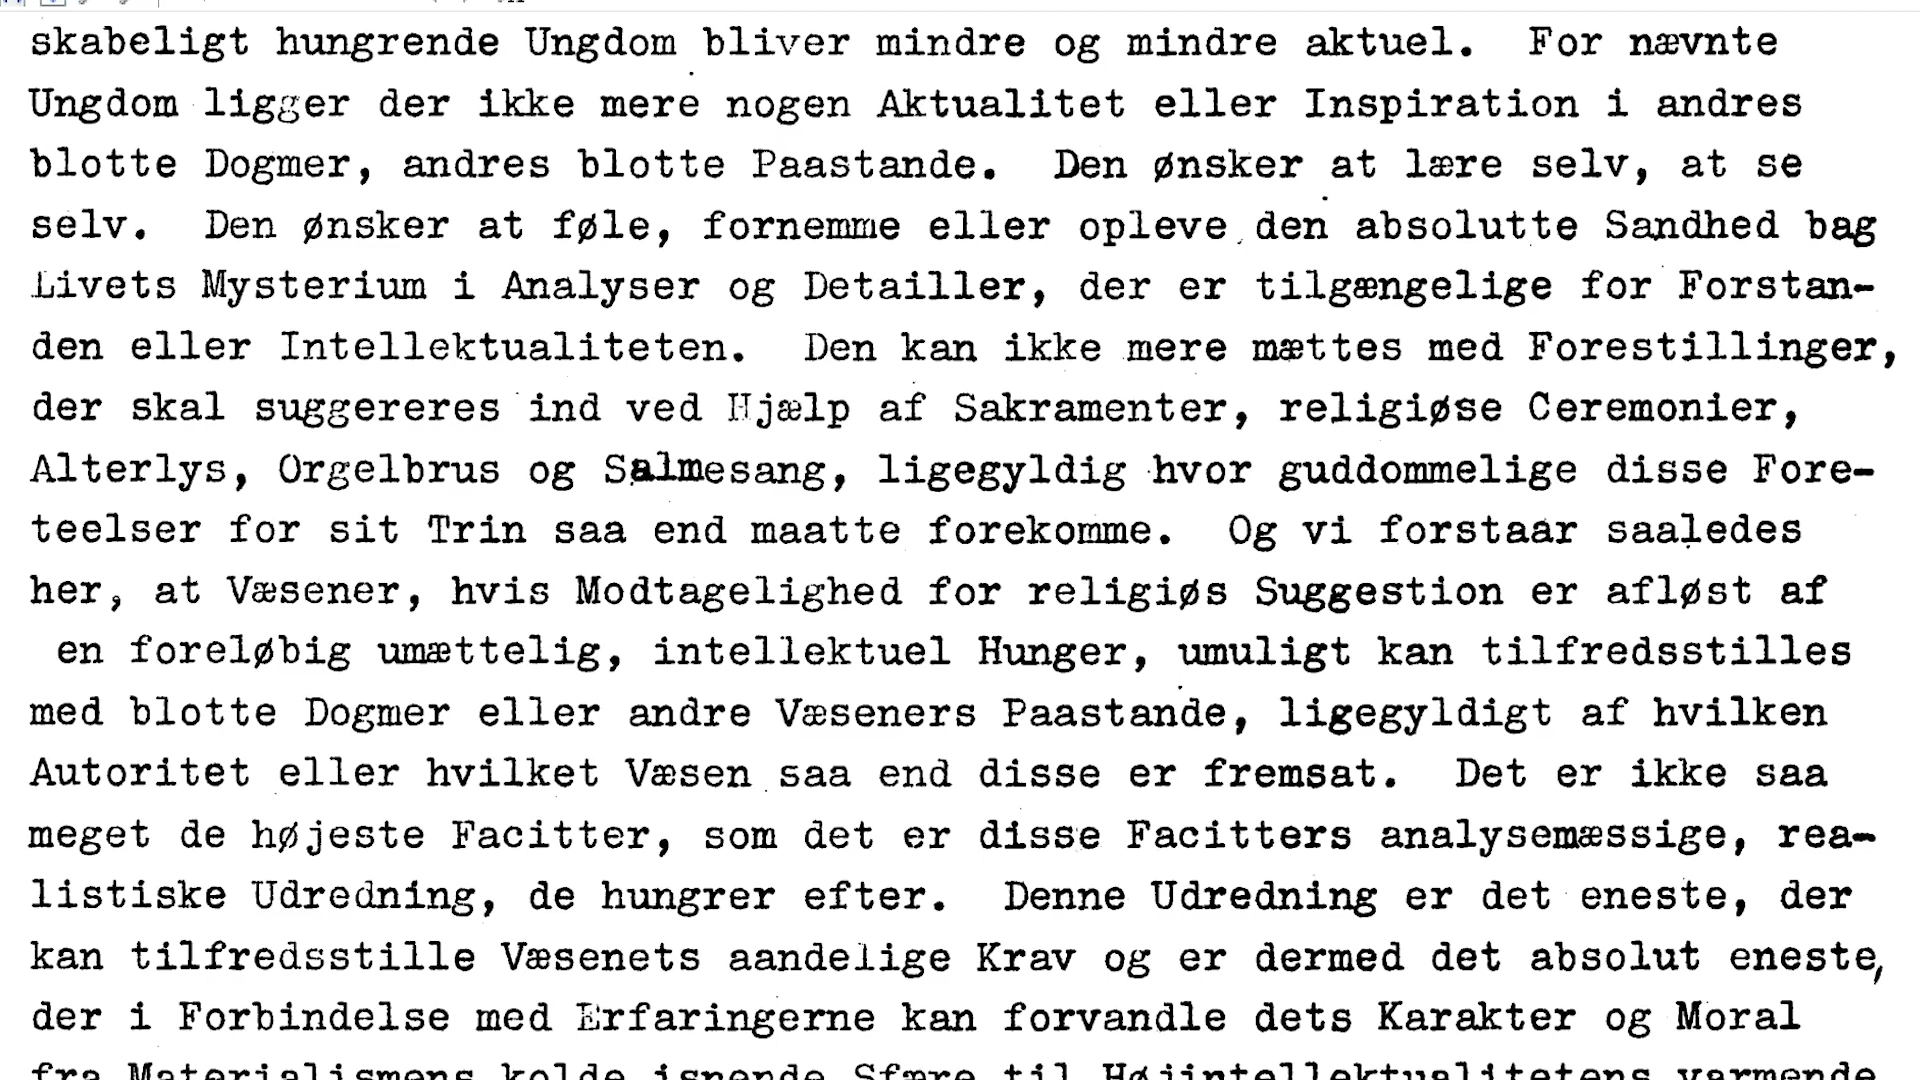 skabeligt hungrende Ungdom bliver mindre og mindre aktuel. For nævnte
Ungdom ligger der ikke mere nogen Aktualitet eller Inspiration i andres
blotte Dogmer, andres blotte Paastande. Den ønsker at lære selv, at se
selv. Den ønsker at føle, fornemme eller opleve den absolutte Sandhed bag
Livets Mysterium i Analyser og Detailler, der er tilgængelige for Forstan-
den eller Intellektualiteten. Den kan ikke mere mættes med Forestillinger,
der skal suggereres ind ved Hjælp af Sakramenter, religiøse Ceremonier,
Alterlys, Orgelbrus og Salmesang, ligegyldig hvor guddommelige disse Fore-
teelser for sit Trin saa end maatte forekomme. Og vi forstaar saaledes
her, at Væsener, hvis Modtagelighed for religiøs Suggestion er afløst af
en foreløbig umættelig, intellektuel Hunger, umuligt kan tilfredsstilles
med blotte Dogmer eller andre Væseners Paastande, ligegyldigt af hvilken
Autoritet eller hvilket Væsen saa end disse er fremsat. Det er ikke saa
meget de højeste Facitter, som det er disse Facitters analysemæssige, rea-
listiske Udredning, de hungrer efter. Denne Udredning er det eneste, der
kan tilfredsstille Væsenets aandelige Krav og er dermed det absolut eneste,
der i Forbindelse med Erfaringerne kan forvandle dets Karakter og Moral
fra Materialismens kolde isnende Sfære til Højintellektualitetens varmende